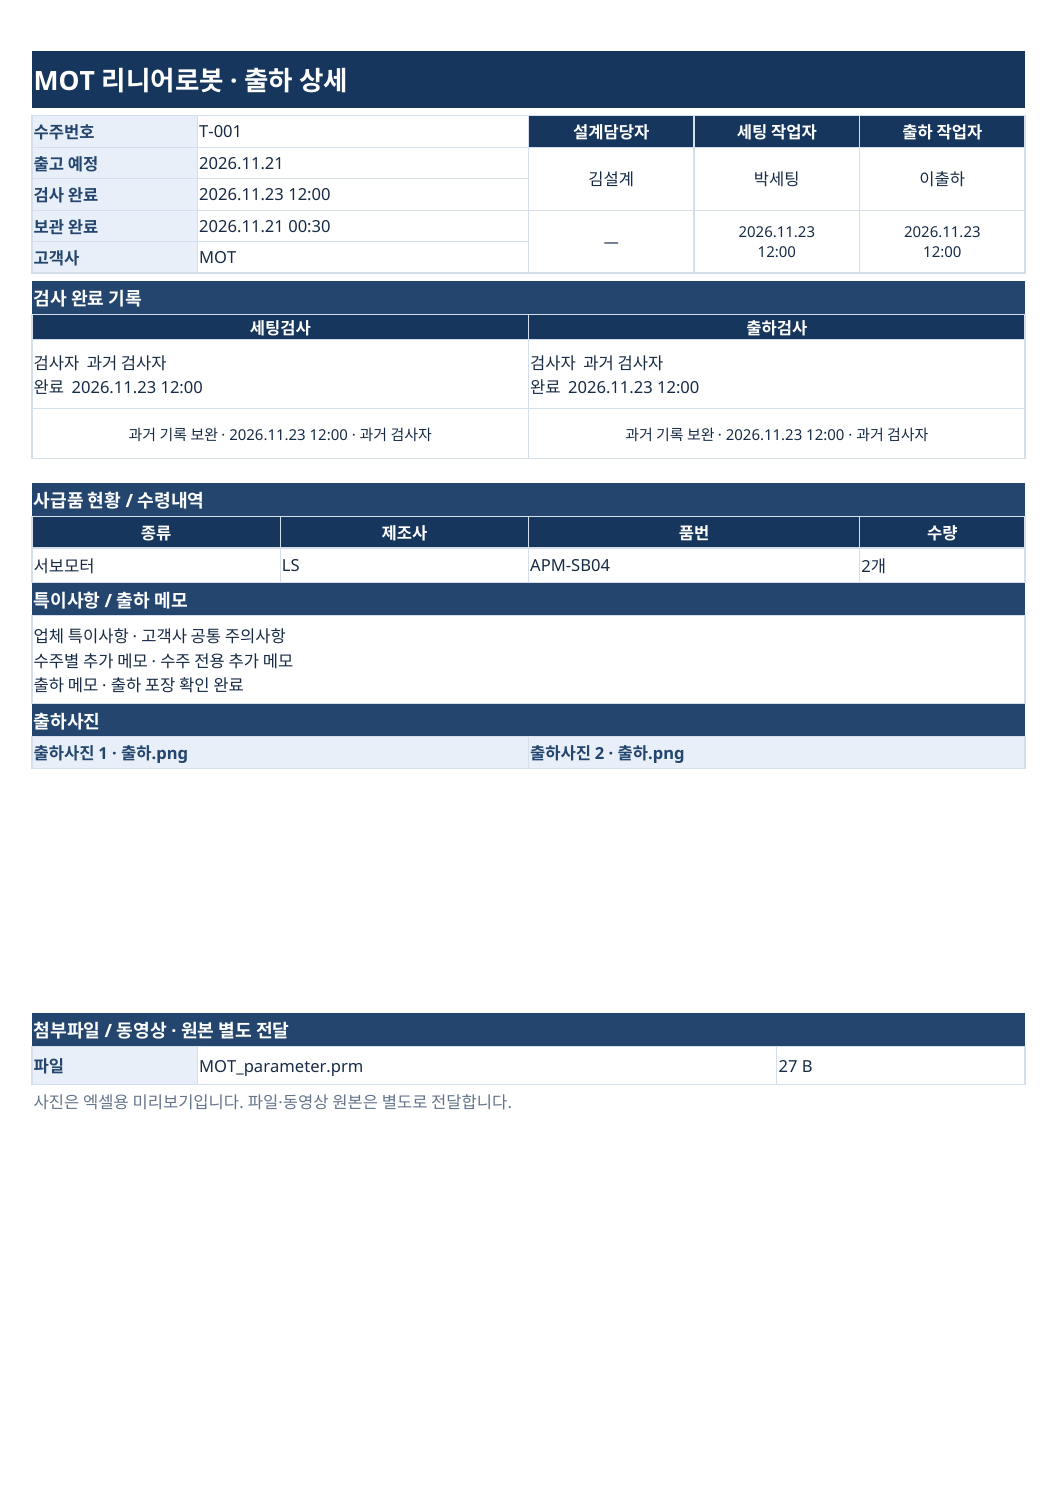 MOT 리니어로봇 · 출하 상세
수주번호 T-001 설계담당자 세팅 작업자 출하 작업자
출고 예정 2026.11.21
김설계 박세팅 이출하
검사 완료 2026.11.23 12:00
보관 완료 2026.11.21 00:30
— 2026.11.23 12:00 2026.11.23 12:00
고객사 MOT
검사 완료 기록
세팅검사 출하검사
검사자 과거 검사자 검사자 과거 검사자
완료 2026.11.23 12:00 완료 2026.11.23 12:00
과거 기록 보완 · 2026.11.23 12:00 · 과거 검사자 과거 기록 보완 · 2026.11.23 12:00 · 과거 검사자
사급품 현황 / 수령내역
종류 제조사 품번 수량
서보모터 LS APM-SB04 2개
특이사항 / 출하 메모
업체 특이사항 · 고객사 공통 주의사항
수주별 추가 메모 · 수주 전용 추가 메모
출하 메모 · 출하 포장 확인 완료
출하사진
출하사진 1 · 출하.png 출하사진 2 · 출하.png
첨부파일 / 동영상 · 원본 별도 전달
파일 MOT_parameter.prm 27 B
사진은 엑셀용 미리보기입니다. 파일·동영상 원본은 별도로 전달합니다.